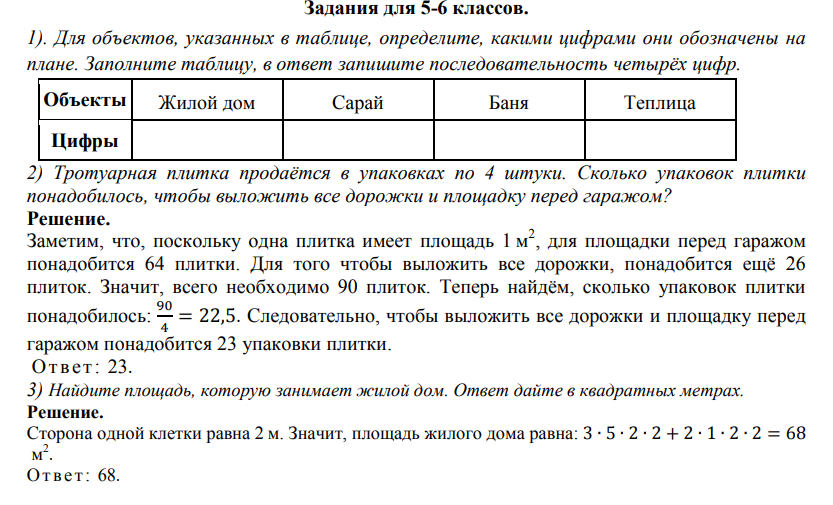 Задания для 5-6 классов.
1). Для объектов, указанных в таблице, определите, какими цифрами они обозначены на
плане. Заполните таблицу, в ответ запишите последовательность четырёх цифр.
Объекты Жилой дом Сарай Баня Теплица
Цифры
2) Тротуарная плитка продаётся в упаковках по 4 штуки. Сколько упаковок плитки
понадобилось, чтобы выложить все дорожки и площадку перед гаражом?
Решение.
Заметим, что, поскольку одна плитка имеет площадь 1 м², для площадки перед гаражом
понадобится 64 плитки. Для того чтобы выложить все дорожки, понадобится ещё 26
плиток. Значит, всего необходимо 90 плиток. Теперь найдём, сколько упаковок плитки
понадобилось: 90/4 = 22,5. Следовательно, чтобы выложить все дорожки и площадку перед
гаражом понадобится 23 упаковки плитки.
Ответ: 23.
3) Найдите площадь, которую занимает жилой дом. Ответ дайте в квадратных метрах.
Решение.
Сторона одной клетки равна 2 м. Значит, площадь жилого дома равна: 3 · 5 · 2 · 2 + 2 · 1 · 2 · 2 = 68
м².
Ответ: 68.